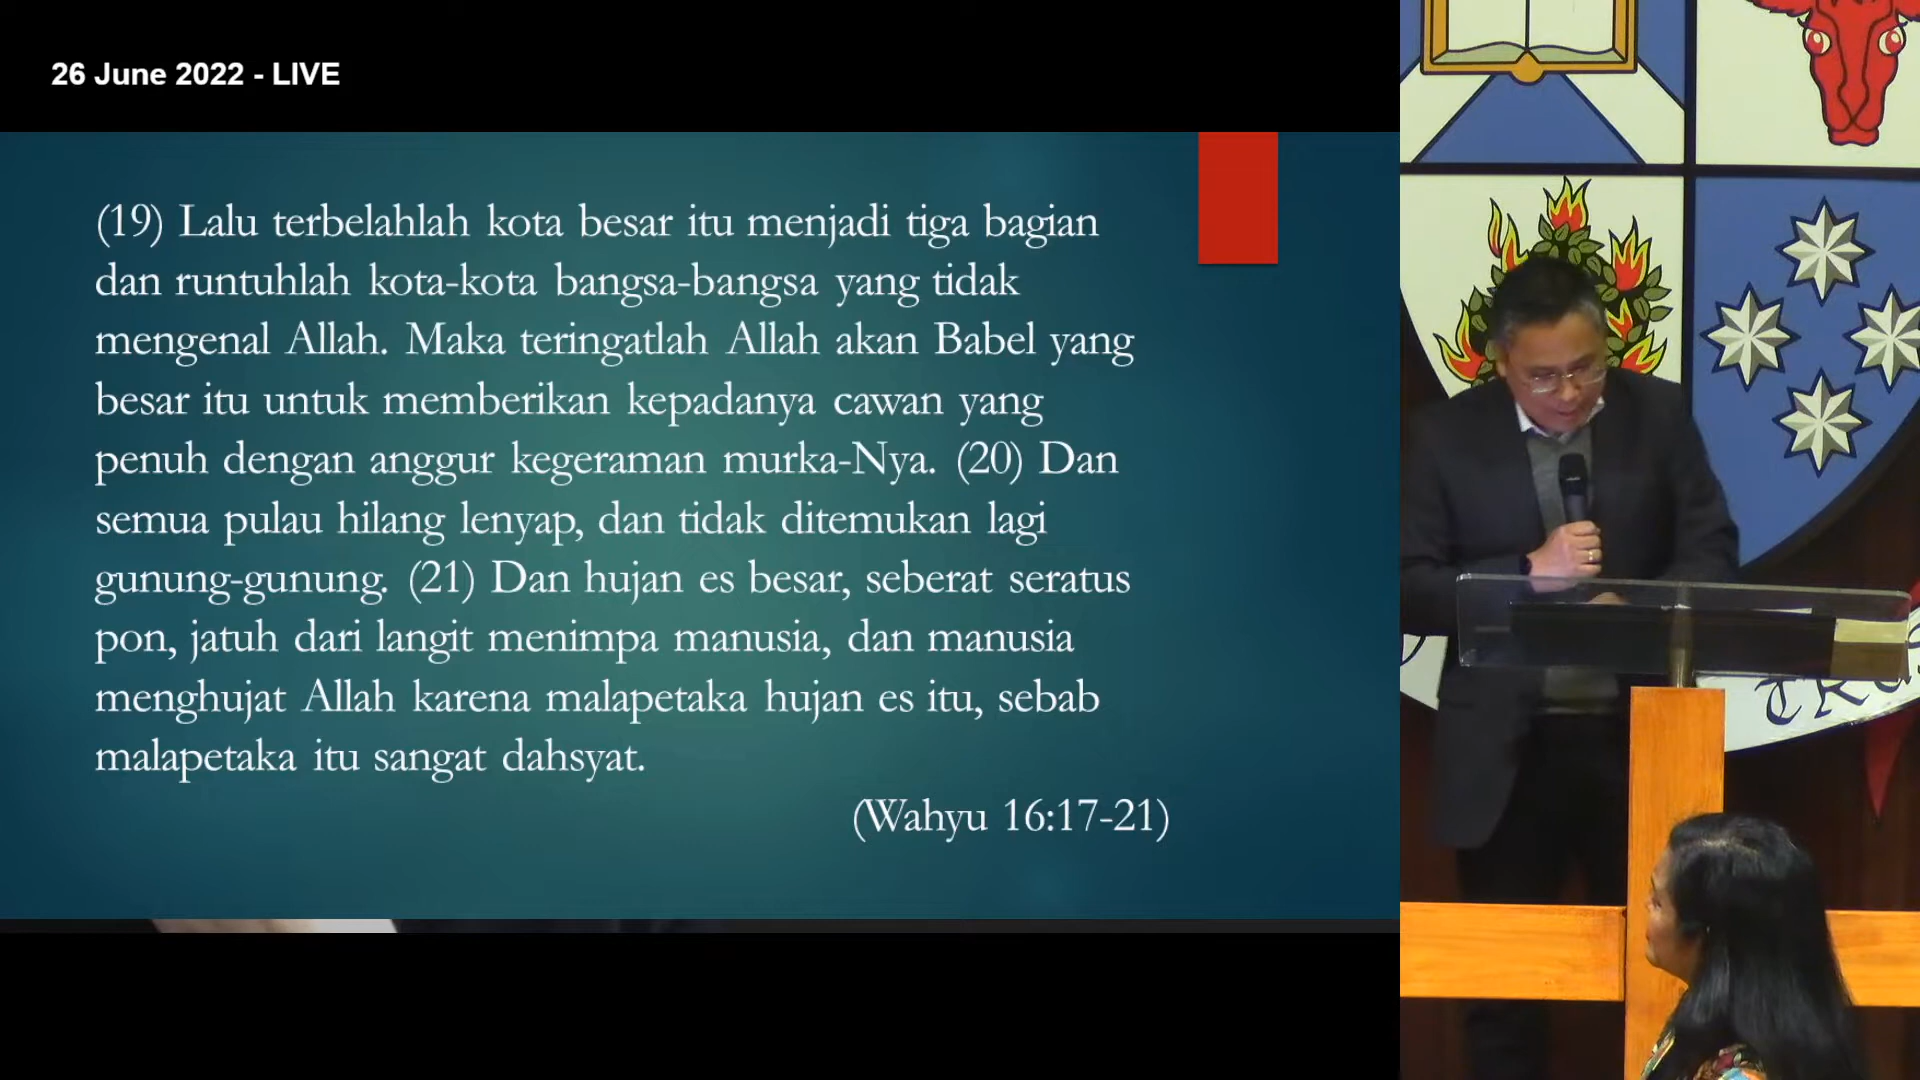 26 June 2022 - LIVE
(19) Lalu terbelahlah kota besar itu menjadi tiga bagian
dan runtuhlah kota-kota bangsa-bangsa yang tidak
mengenal Allah. Maka teringatlah Allah akan Babel yang
besar itu untuk memberikan kepadanya cawan yang
penuh dengan anggur kegeraman murka-Nya. (20) Dan
semua pulau hilang lenyap, dan tidak ditemukan lagi
gunung-gunung. (21) Dan hujan es besar, seberat seratus
pon, jatuh dari langit menimpa manusia, dan manusia
menghujat Allah karena malapetaka hujan es itu, sebab
malapetaka itu sangat dahsyat.
(Wahyu 16:17-21)